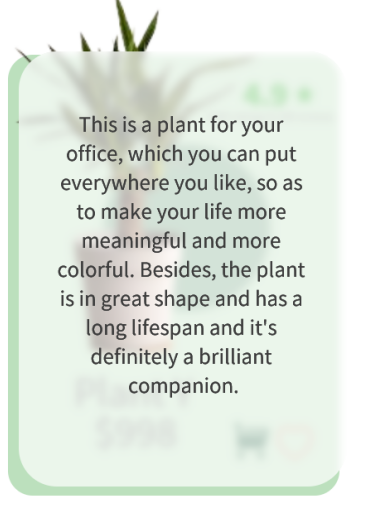 4.9
This is a plant for your
office, which you can put
everywhere you like, so as
to make your life more
meaningful and more
colorful. Besides, the plant
is in great shape and has a
long lifespan and it's
definitely a brilliant
companion.
$998